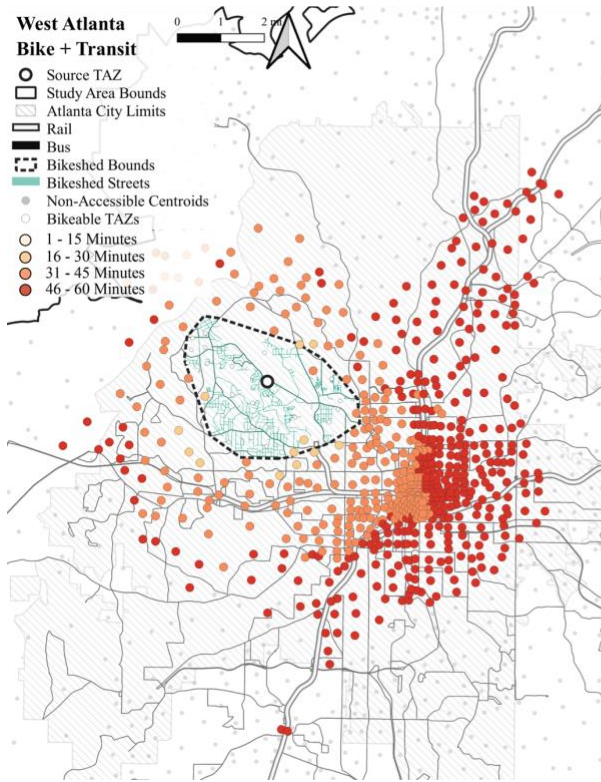 West Atlanta
Bike + Transit
0 1 2 mi
Source TAZ
Study Area Bounds
Atlanta City Limits
Rail
Bus
Bikeshed Bounds
Bikeshed Streets
Non-Accessible Centroids
Bikeable TAZs
1 - 15 Minutes
16 - 30 Minutes
31 - 45 Minutes
46 - 60 Minutes